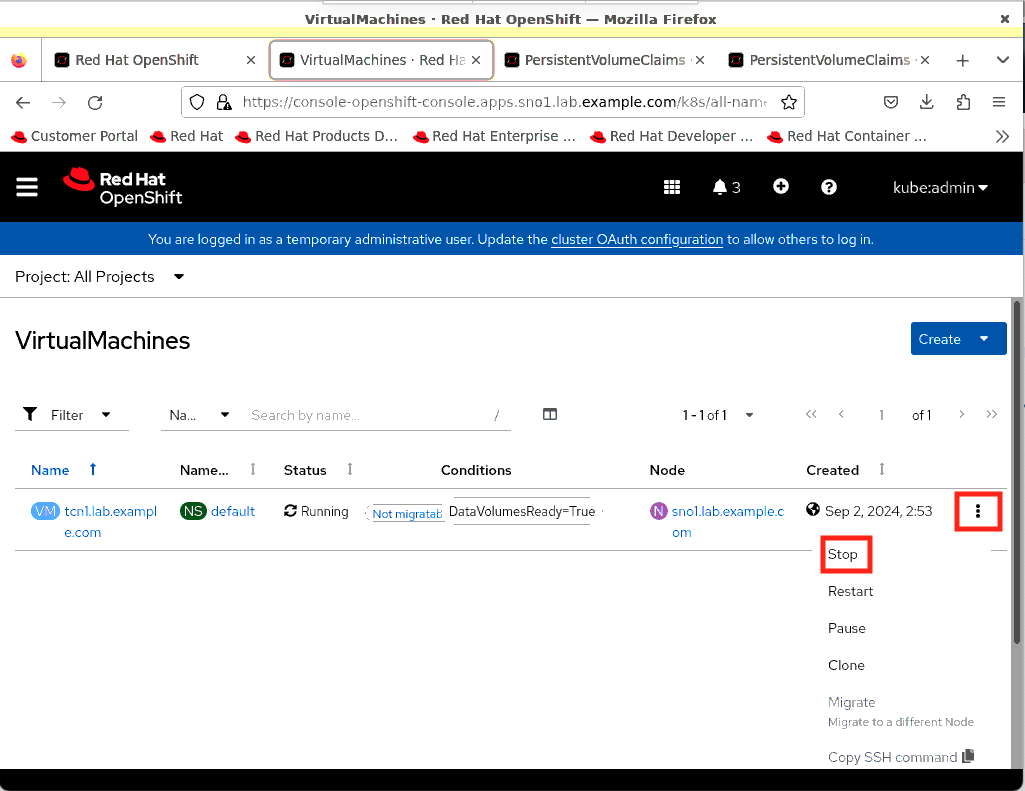 VirtualMachines · Red Hat OpenShift — Mozilla Firefox
Red Hat OpenShift
VirtualMachines · Red Ha
PersistentVolumeClaims ·
PersistentVolumeClaims ·
https://console-openshift-console.apps.sno1.lab.example.com/k8s/all-name
Customer Portal
Red Hat
Red Hat Products D...
Red Hat Enterprise ...
Red Hat Developer ...
Red Hat Container ...
Red Hat
OpenShift
3
kube:admin
You are logged in as a temporary administrative user. Update the cluster OAuth configuration to allow others to log in.
Project: All Projects
VirtualMachines
Create
Filter
Na...
Search by name...
/
1 - 1 of 1
1
of 1
Name
Name...
Status
Conditions
Node
Created
VM tcn1.lab.exampl
e.com
NS default
Running
Not migratab
DataVolumesReady=True
N sno1.lab.example.c
om
Sep 2, 2024, 2:53
Stop
Restart
Pause
Clone
Migrate
Migrate to a different Node
Copy SSH command